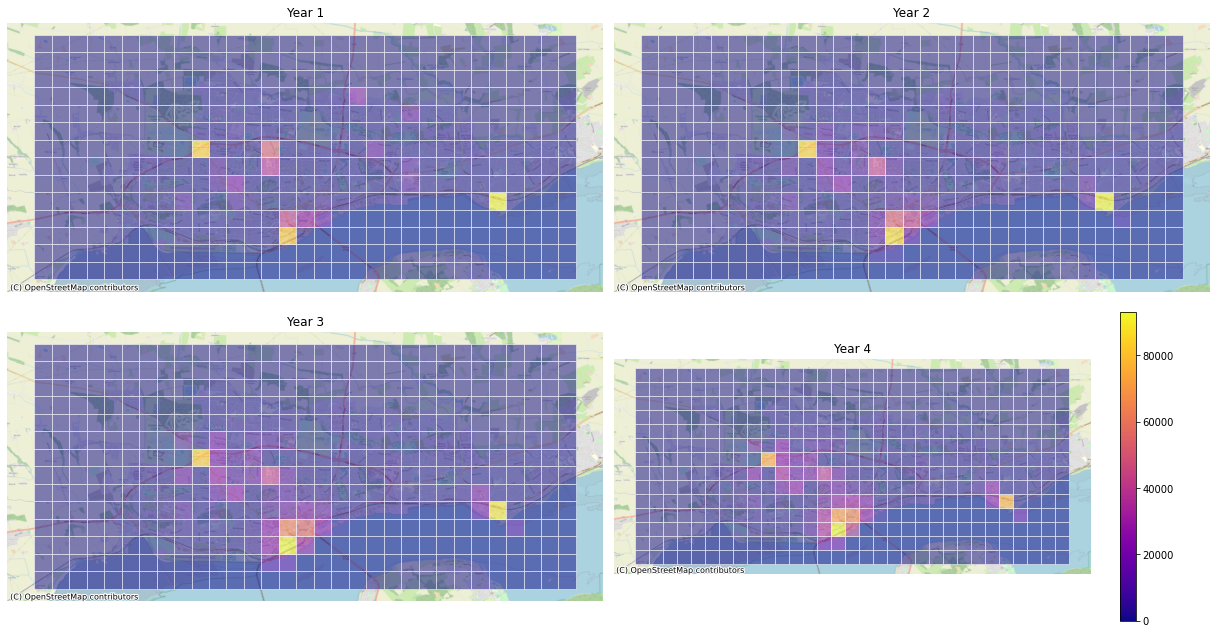 Year 1
Year 2
(C) OpenStreetMap contributors
(C) OpenStreetMap contributors
Year 3
Year 4
80000
60000
40000
20000
0
(C) OpenStreetMap contributors
(C) OpenStreetMap contributors